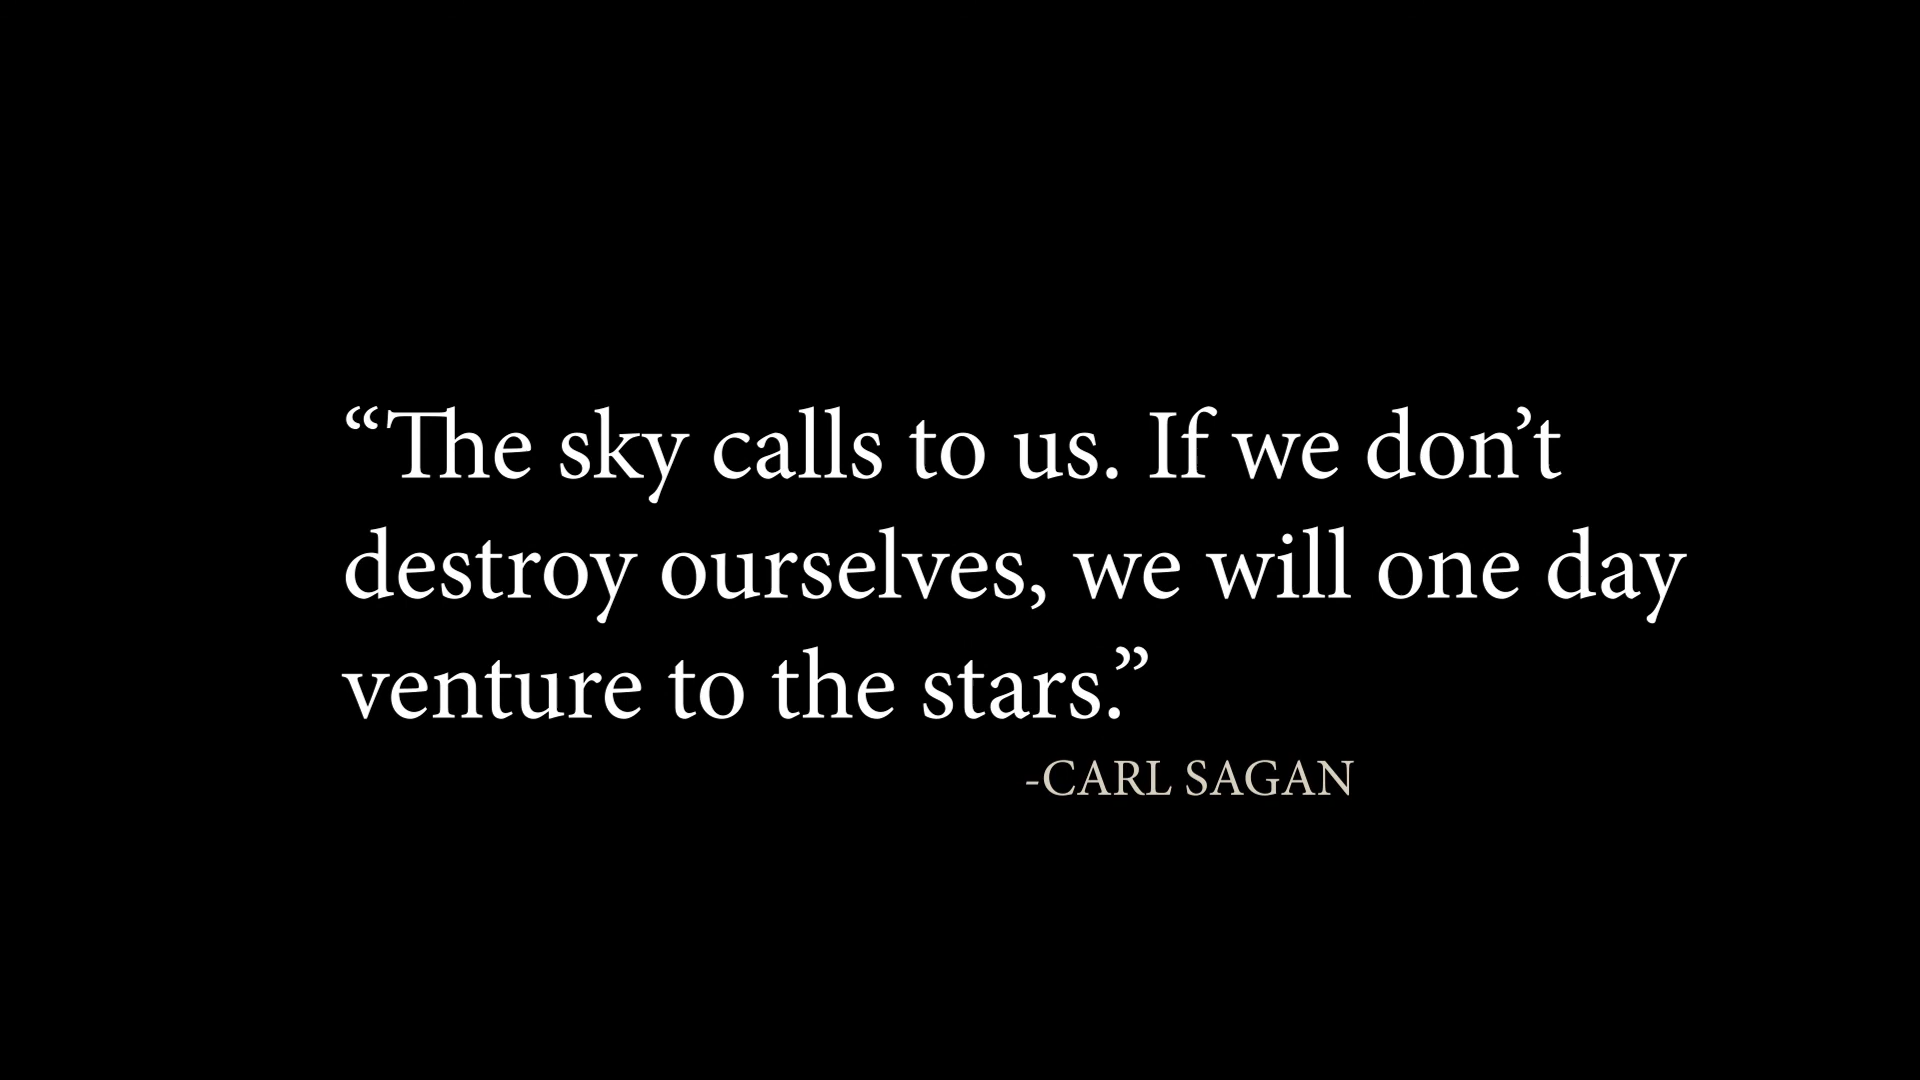 “The sky calls to us. If we don’t
destroy ourselves, we will one day
venture to the stars.”
-CARL SAGAN